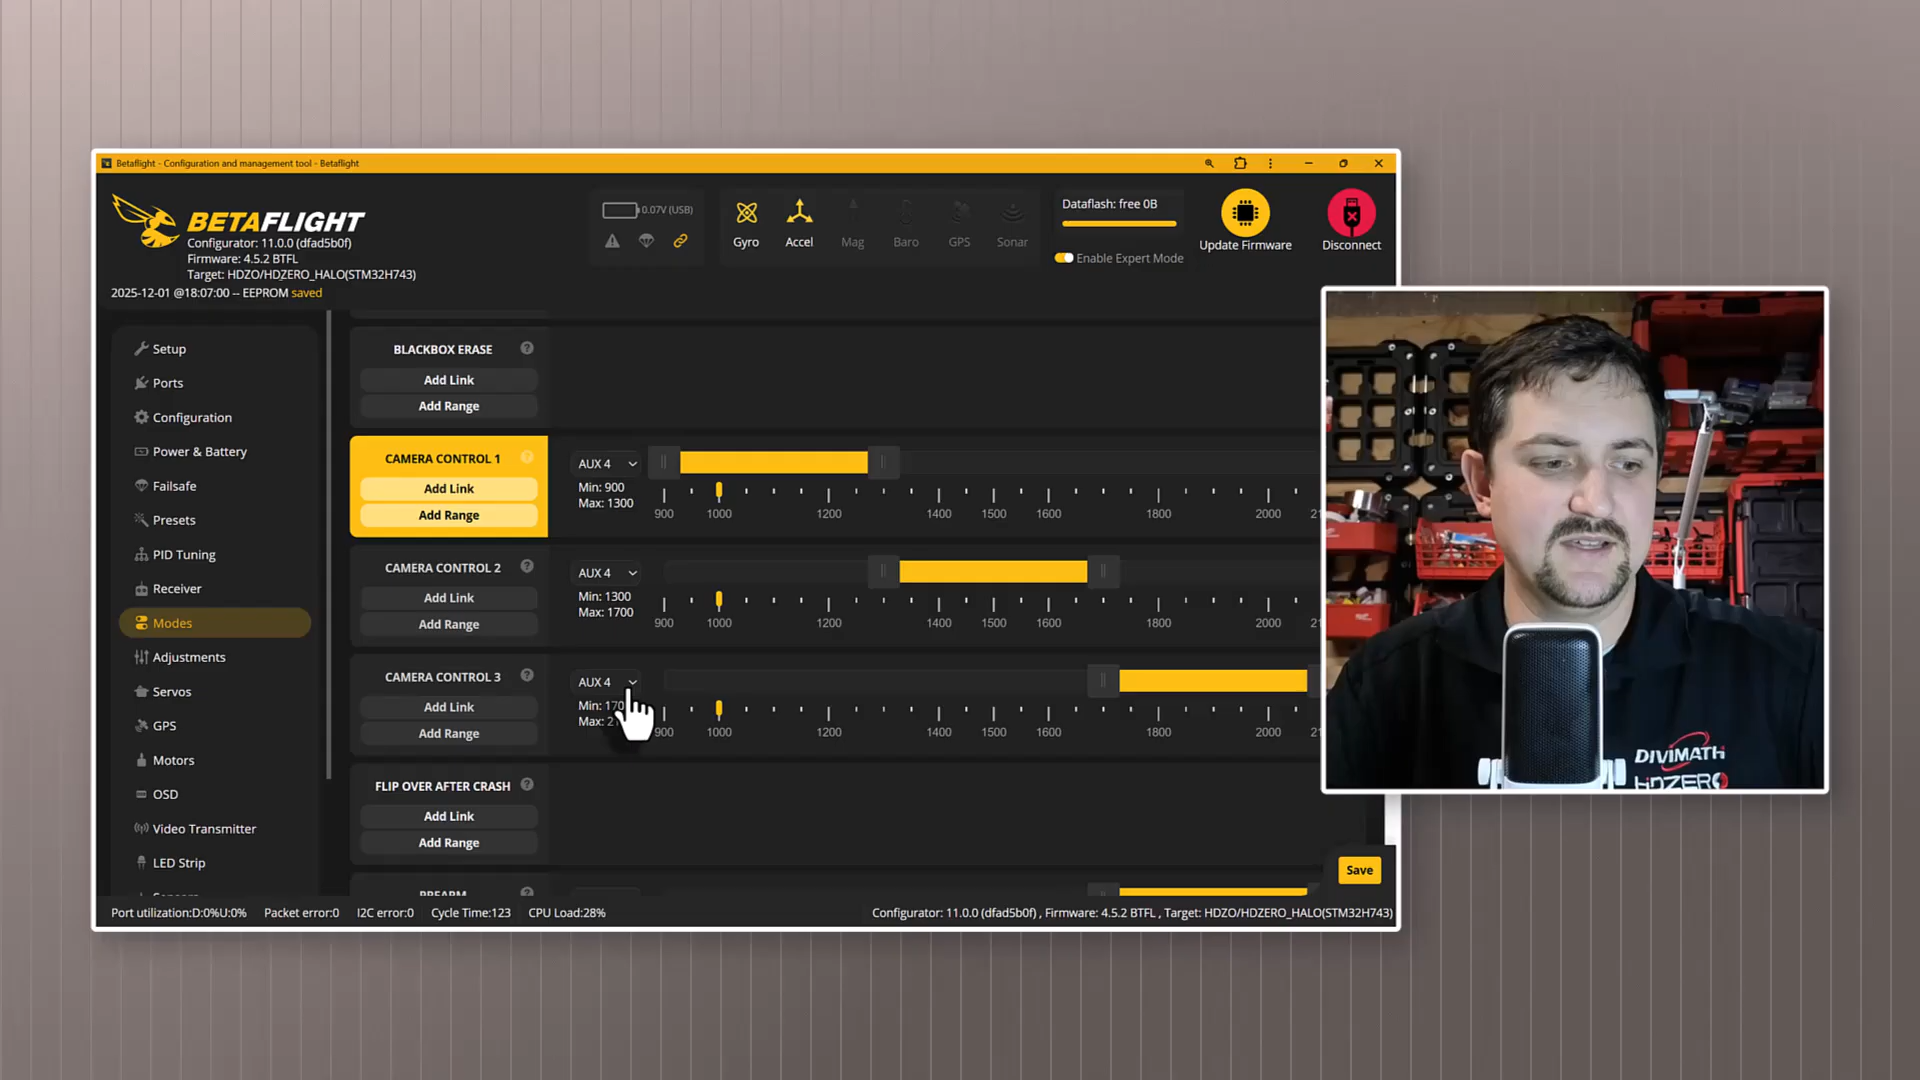 Betaflight - Configuration and management tool - Betaflight
BETAFLIGHT
Configurator: 11.0.0 (dfad5b0f)
Firmware: 4.5.2 BTFL
Target: HDZO/HDZERO_HALO(STM32H743)
2025-12-01 @18:07:00 -- EEPROM saved
0.07V (USB)
Gyro
Accel
Mag
Baro
GPS
Sonar
Dataflash: free 0B
Enable Expert Mode
Update Firmware
Disconnect
Setup
Ports
Configuration
Power & Battery
Failsafe
Presets
PID Tuning
Receiver
Modes
Adjustments
Servos
GPS
Motors
OSD
Video Transmitter
LED Strip
BLACKBOX ERASE
Add Link
Add Range
CAMERA CONTROL 1
Add Link
Add Range
AUX 4
Min: 900
Max: 1300
900 1000 1200 1400 1500 1600 1800 2000
CAMERA CONTROL 2
Add Link
Add Range
AUX 4
Min: 1300
Max: 1700
900 1000 1200 1400 1500 1600 1800 2000
CAMERA CONTROL 3
Add Link
Add Range
AUX 4
Min: 170
Max: 2
900 1000 1200 1400 1500 1600 1800 2000
FLIP OVER AFTER CRASH
Add Link
Add Range
PREARM
Save
Port utilization:D:0%U:0%
Packet error:0
I2C error:0
Cycle Time:123
CPU Load:28%
Configurator: 11.0.0 (dfad5b0f) , Firmware: 4.5.2 BTFL , Target: HDZO/HDZERO_HALO(STM32H743)
DIVIMATH
HDZERO